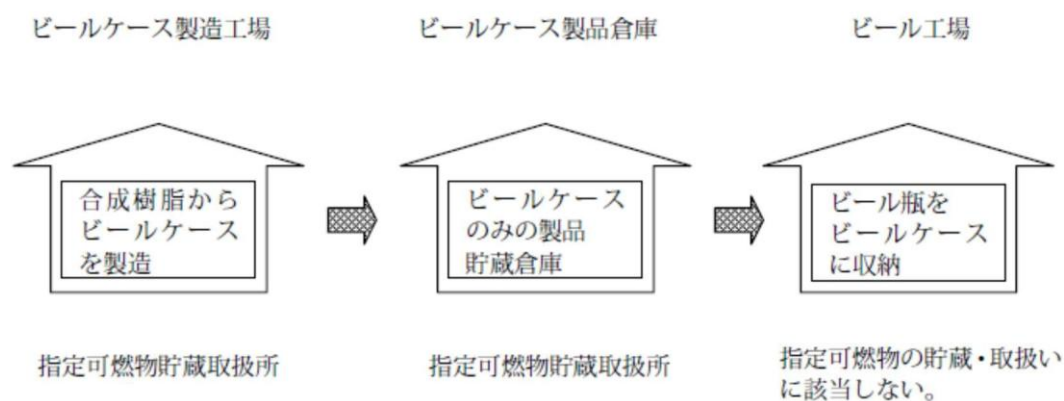 ビールケース製造工場
ビールケース製品倉庫
ビール工場
合成樹脂から
ビールケース
を製造
ビールケース
のみの製品
貯蔵倉庫
ビール瓶を
ビールケース
に収納
指定可燃物貯蔵取扱所
指定可燃物貯蔵取扱所
指定可燃物の貯蔵・取扱い
に該当しない。